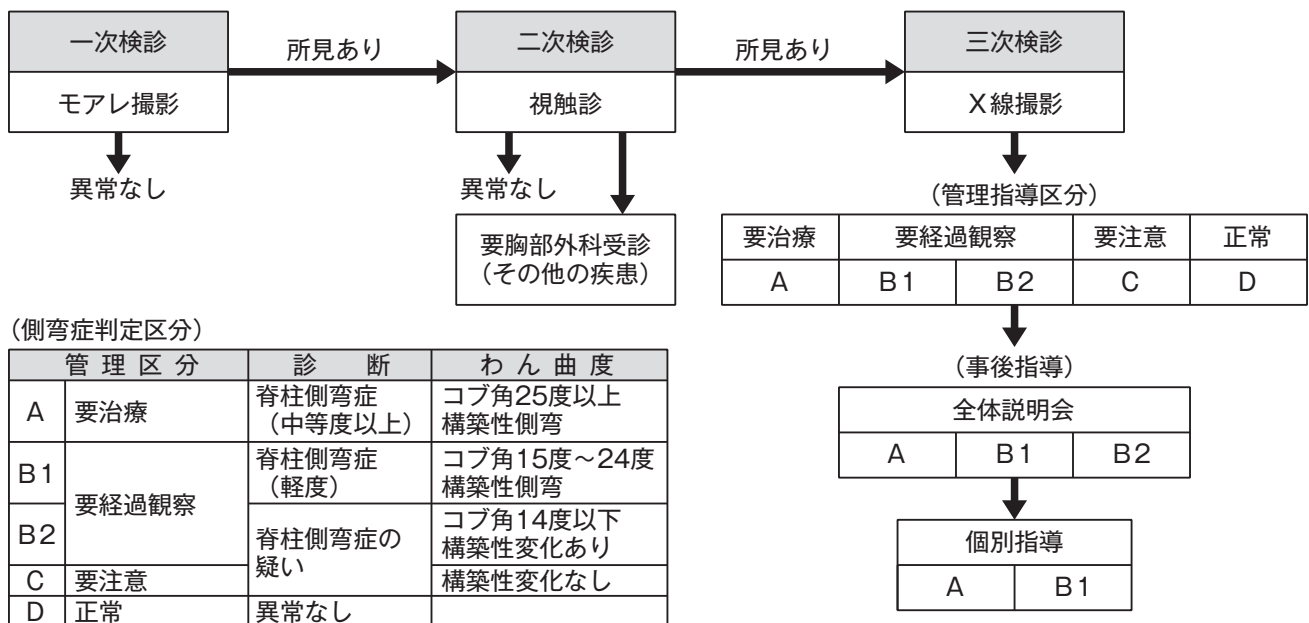 一次検診
モアレ撮影
所見あり
異常なし
二次検診
視触診
所見あり
異常なし
要胸部外科受診
（その他の疾患）
三次検診
X線撮影
（管理指導区分）
要治療 要経過観察 要注意 正常
A B1 B2 C D
（事後指導）
全体説明会
A B1 B2
個別指導
A B1
（側弯症判定区分）
管理区分 診断 わん曲度
A 要治療 脊柱側弯症 コブ角25度以上
（中等度以上） 構築性側弯
B1 要経過観察 脊柱側弯症 コブ角15度～24度
（軽度） 構築性側弯
B2 脊柱側弯症の コブ角14度以下
疑い 構築性変化あり
C 要注意 構築性変化なし
D 正常 異常なし